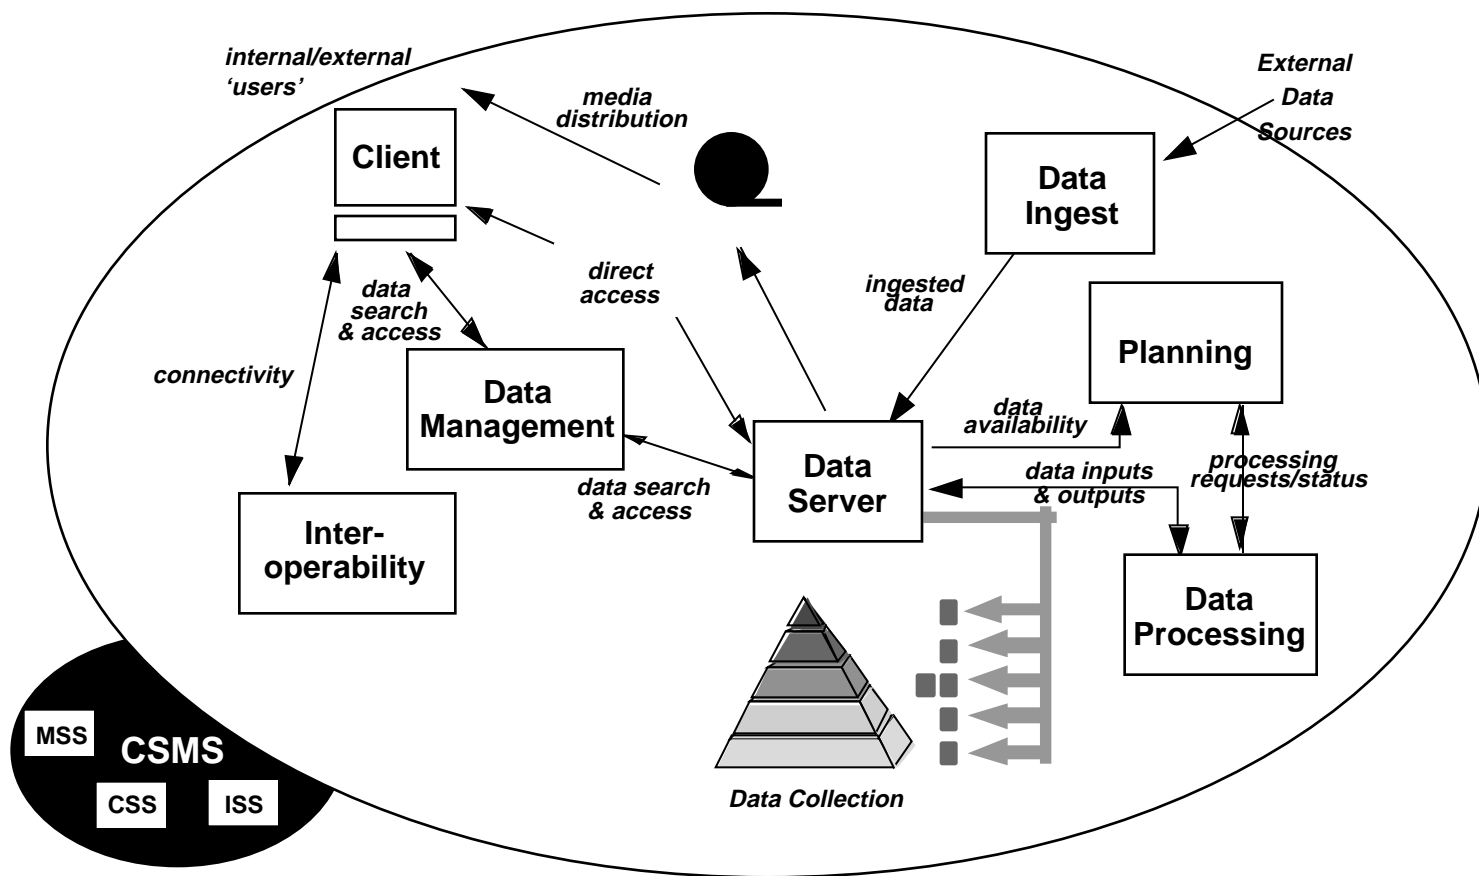 internal/external
‘users’
Client
media
distribution
External
Data
Sources
Data
Ingest
direct
access
data
search
& access
ingested
data
connectivity
Planning
Data
Management
data
availability
Data
Server
data search
& access
data inputs
& outputs
processing
requests/status
Inter-
operability
Data
Processing
MSS
CSMS
CSS
ISS
Data Collection